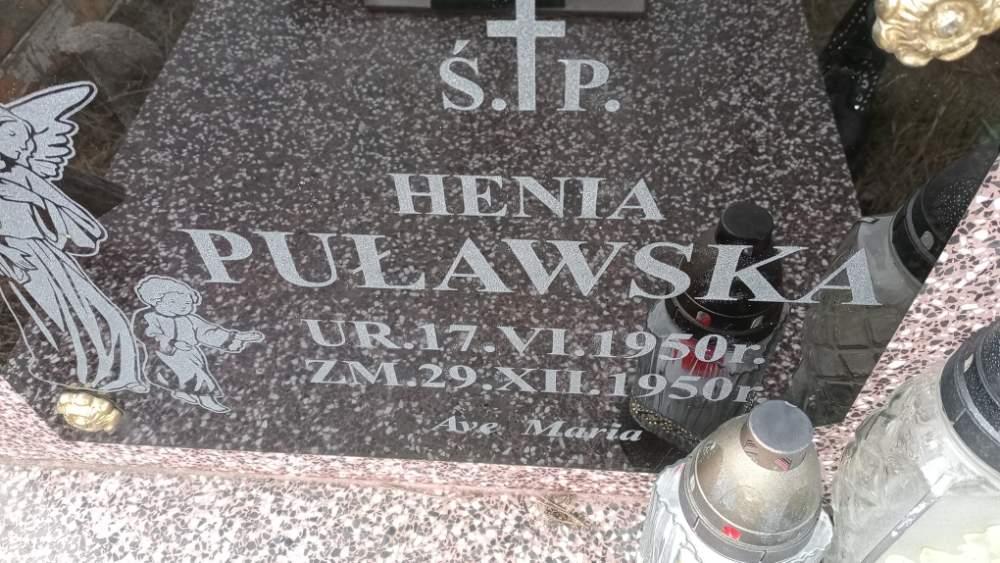 Ś. P.
HENIA
PUŁAWSKA
UR.17.VI.1950r.
ZM.29.XII.1950r.
Ave Maria